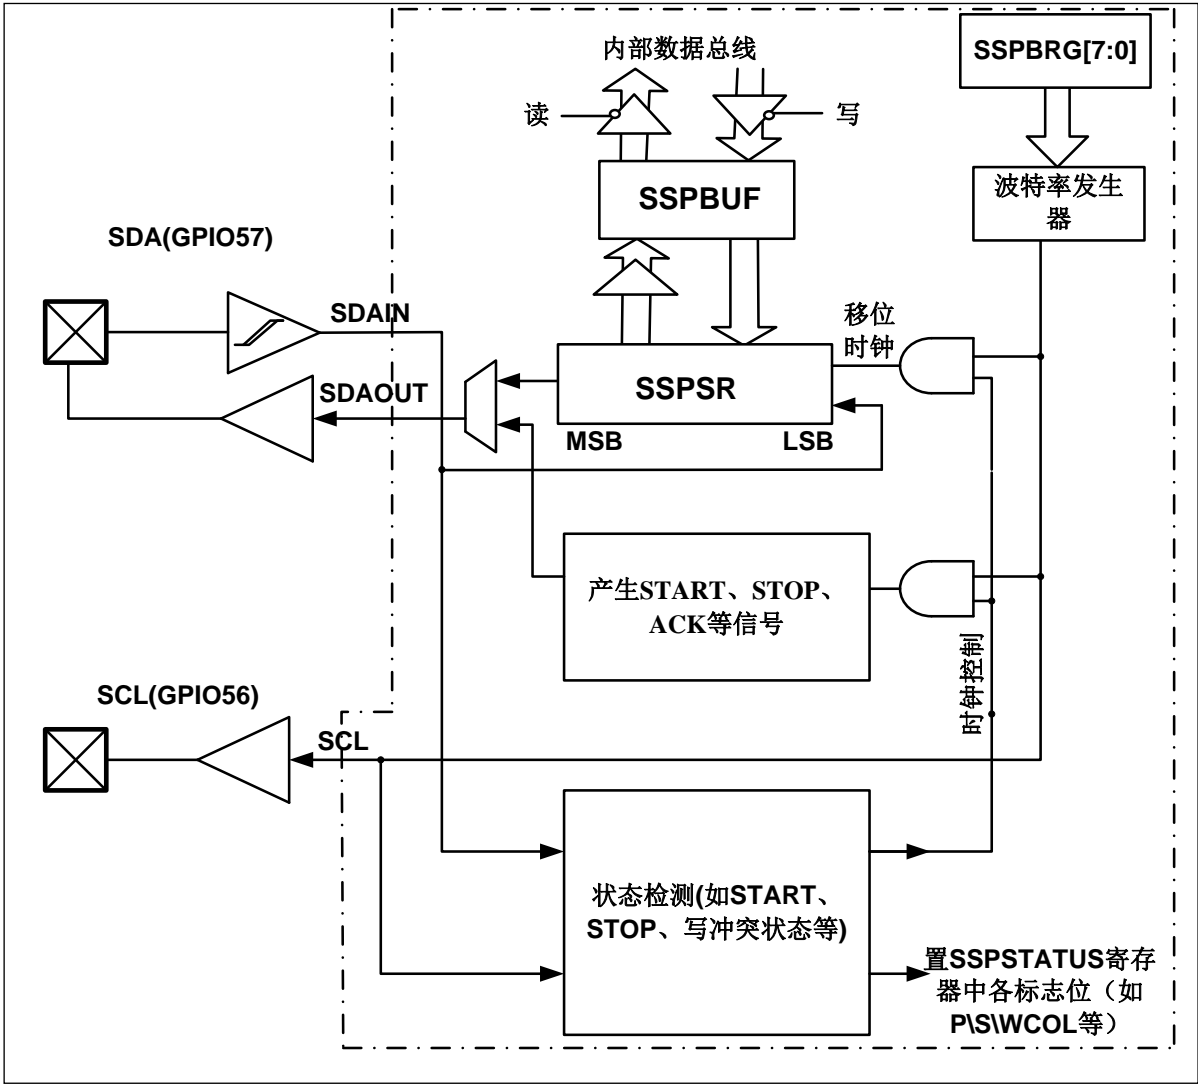 内部数据总线
SSPBRG[7:0]
读
写
SSPBUF
波特率发生
器
SDA(GPIO57)
SDAIN
移位
时钟
SDAOUT
SSPSR
MSB
LSB
产生START、STOP、
ACK等信号
时钟控制
SCL(GPIO56)
SCL
状态检测(如START、
STOP、写冲突状态等)
置SSPSTATUS寄存
器中各标志位（如
P\S\WCOL等）